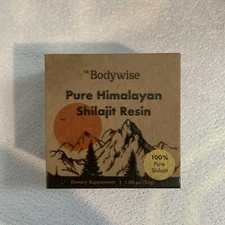 Bodywise
Pure Himalayan
Shilajit Resin
100%
Pure
Shilajit
Dietary Supplement